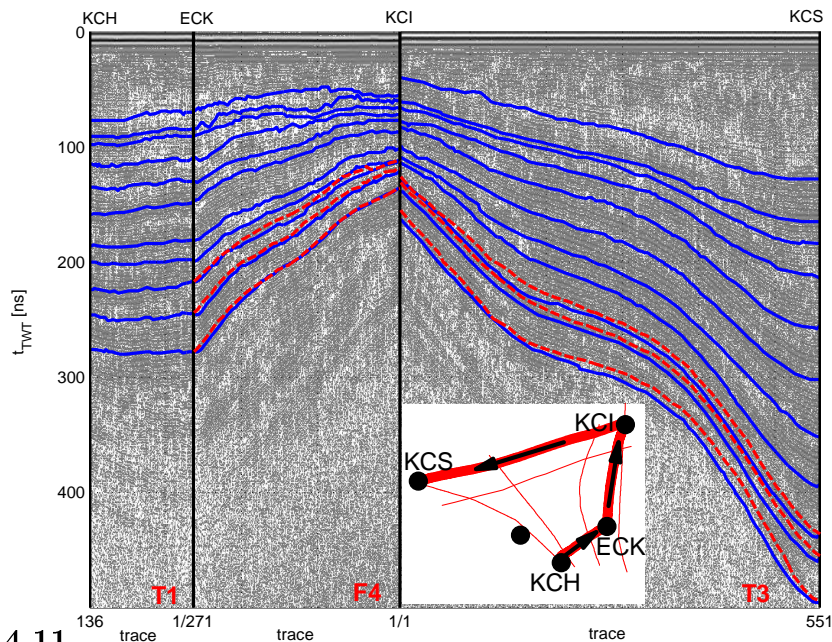 KCH ECK KCI KCS
0
100
200
300
400
t_TWT [ns]
KCI
KCS
ECK
KCH
T1 F4 T3
136 1/271 1/1 551
trace trace trace
4.11